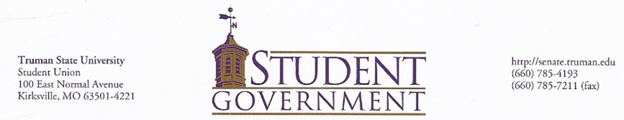 Truman State University
Student Union
100 East Normal Avenue
Kirksville, MO 63501-4221
N
STUDENT
GOVERNMENT
http://senate.truman.edu
(660) 785-4193
(660) 785-7211 (fax)